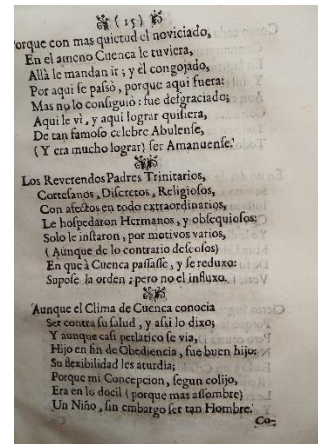 (15)
Porque con mas quietud el noviciado,
En el ameno Cuenca le tuviera,
Allà le mandan ir; y él congojado,
Por aqui se passò, porque aqui fuera:
Mas no lo consiguiò: fue desgraciado;
Aqui le vì, y aqui lograr quisiera,
De tan famoso celebre Abulense,
(Y era mucho lograr) ser Amanuense.
Los Reverendos Padres Trinitarios,
Cortesanos, Discretos, Religiosos,
Con afectos en todo extraordinarios,
Le hospedaron Hermanos, y obsequiosos:
Solo le instaron, por motivos varios,
(Aunque de lo contrario deseosos)
En que à Cuenca passasse, y se reduxo:
Supose la orden; pero no el influxo.
Aunque el Clima de Cuenca conocia
Ser contra su salud, y assi lo dixo;
Y aunque casi perlatico se via,
Hijo en fin de Obediencia, fue buen hijo;
Su flexibilidad les aturdia;
Porque mi Concepcion, segun colijo,
Era en lo docil (porque mas assombre)
Un Niño, sin embargo ser tan Hombre.
Co-